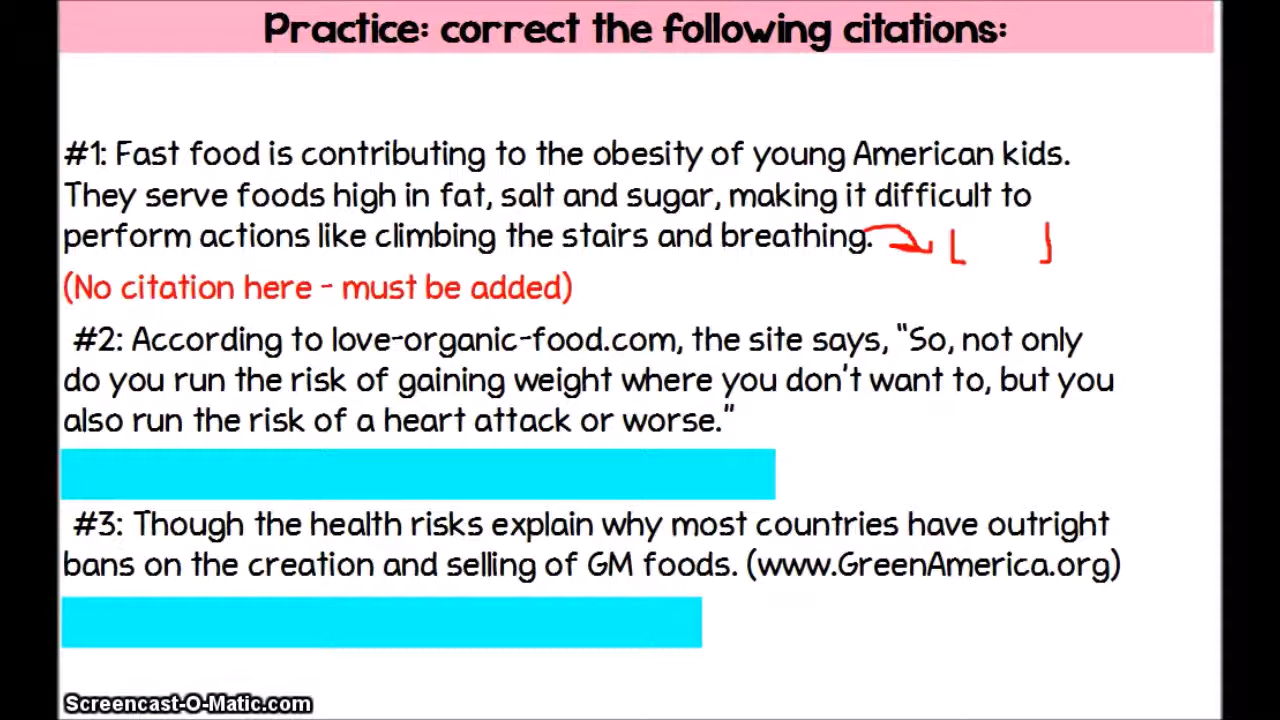 Practice: correct the following citations:
#1: Fast food is contributing to the obesity of young American kids.
They serve foods high in fat, salt and sugar, making it difficult to
perform actions like climbing the stairs and breathing.
(No citation here - must be added)
#2: According to love-organic-food.com, the site says, “So, not only
do you run the risk of gaining weight where you don't want to, but you
also run the risk of a heart attack or worse.”
#3: Though the health risks explain why most countries have outright
bans on the creation and selling of GM foods. (www.GreenAmerica.org)
Screencast-O-Matic.com